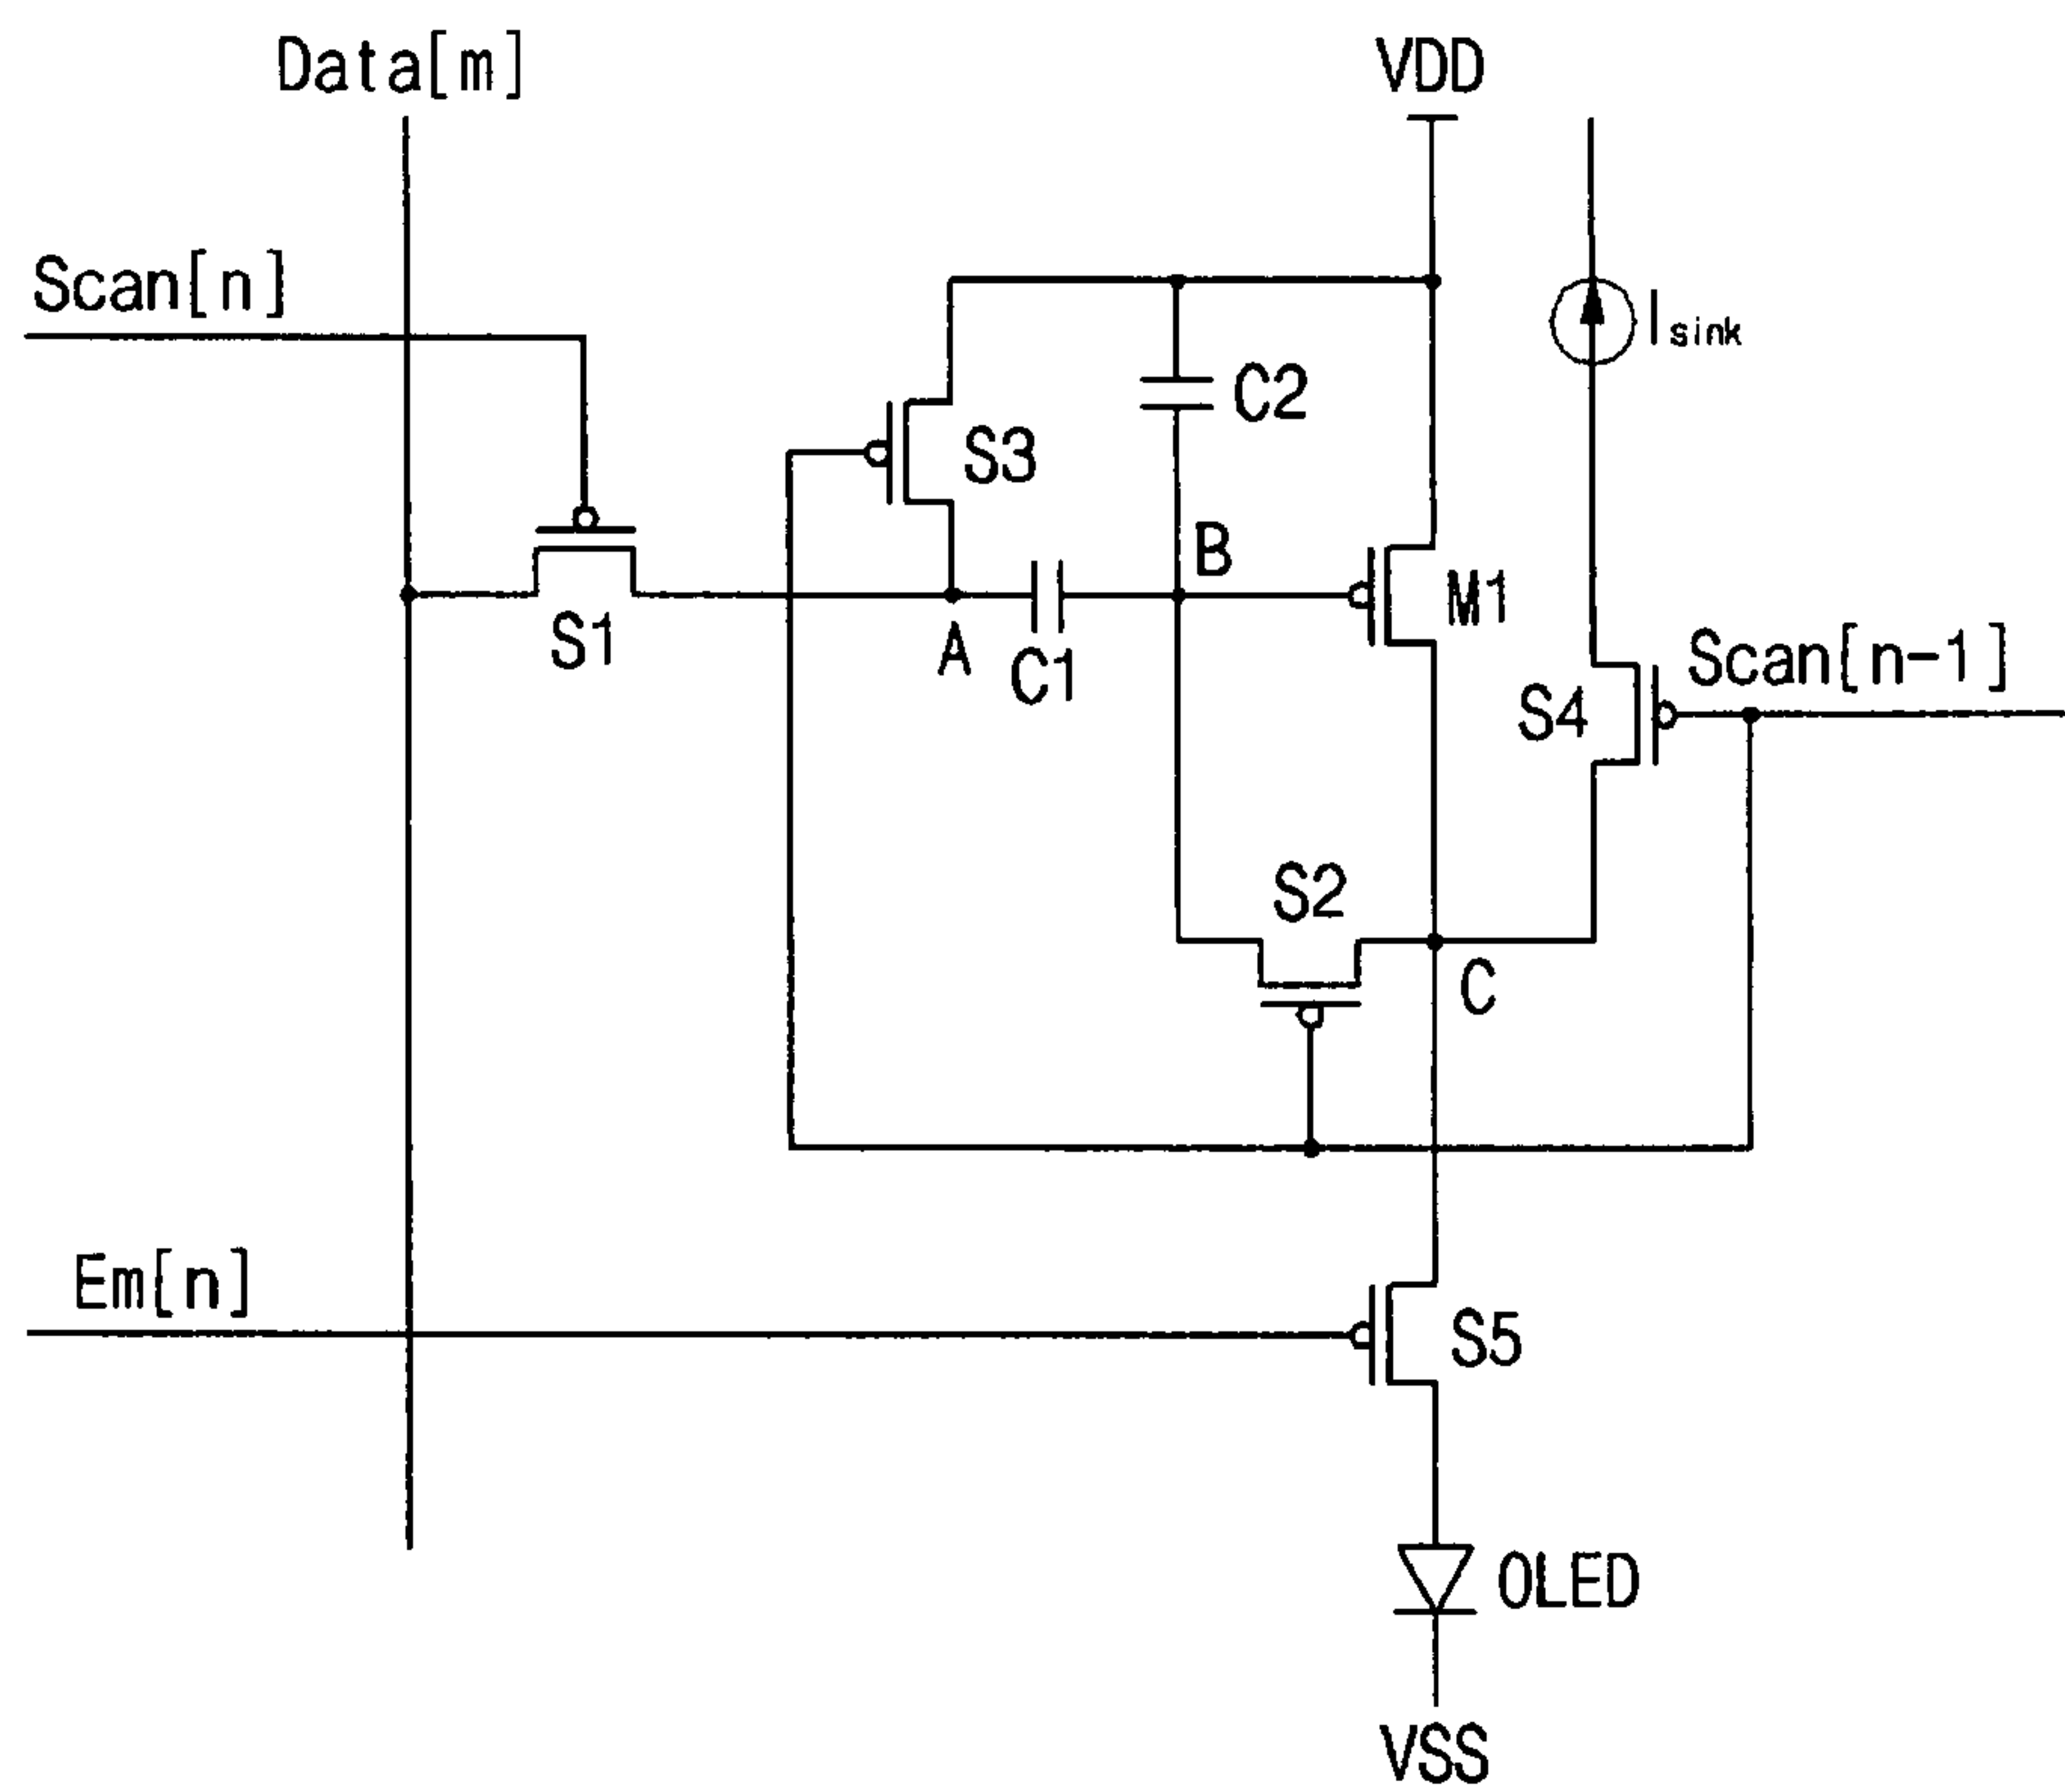 Data[m]
VDD
Scan[n]
Isink
C2
S3
B
M1
S1
A
C1
Scan[n-1]
S4
S2
C
Em[n]
S5
OLED
VSS